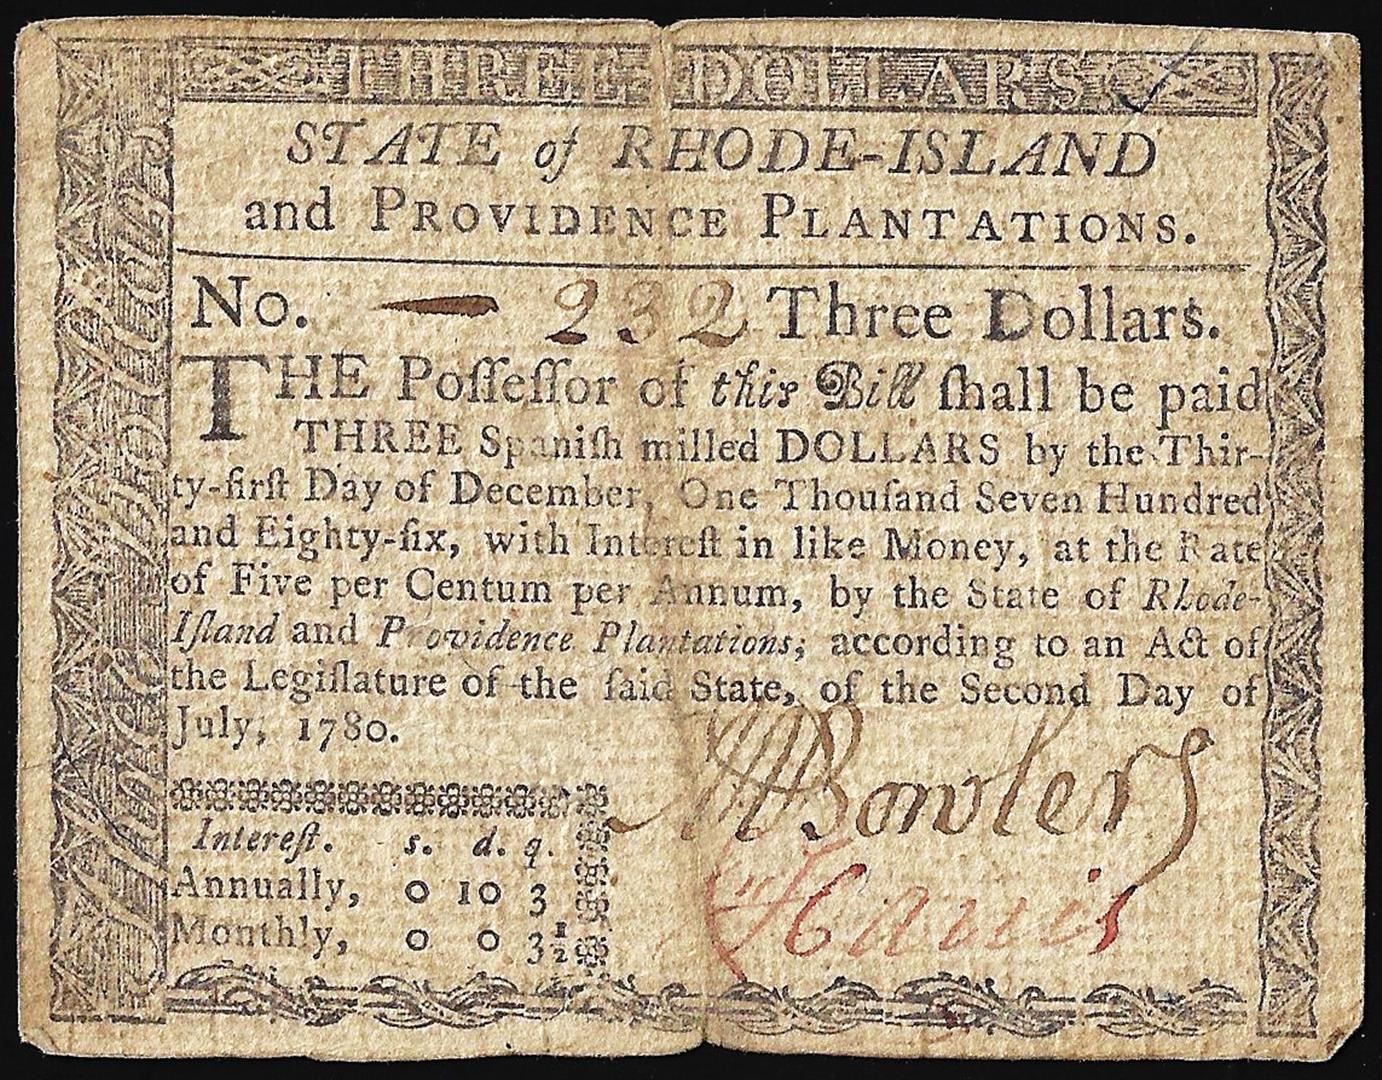 THREE DOLLARS.
STATE of RHODE-ISLAND
and PROVIDENCE PLANTATIONS.
No. 232 Three Dollars.
THE Poſſeſſor of this Bill ſhall be paid
THREE Spaniſh milled DOLLARS by the Thir-
ty-firſt Day of December, One Thouſand Seven Hundred
and Eighty-ſix, with Intereſt in like Money, at the Rate
of Five per Centum per Annum, by the State of Rhode-
Iſland and Providence Plantations; according to an Act of
the Legiſlature of the ſaid State, of the Second Day of
July, 1780.
Bowlers
Intereſt. s. d. q.
Annually, 0 10 3
Monthly, 0 0 3½